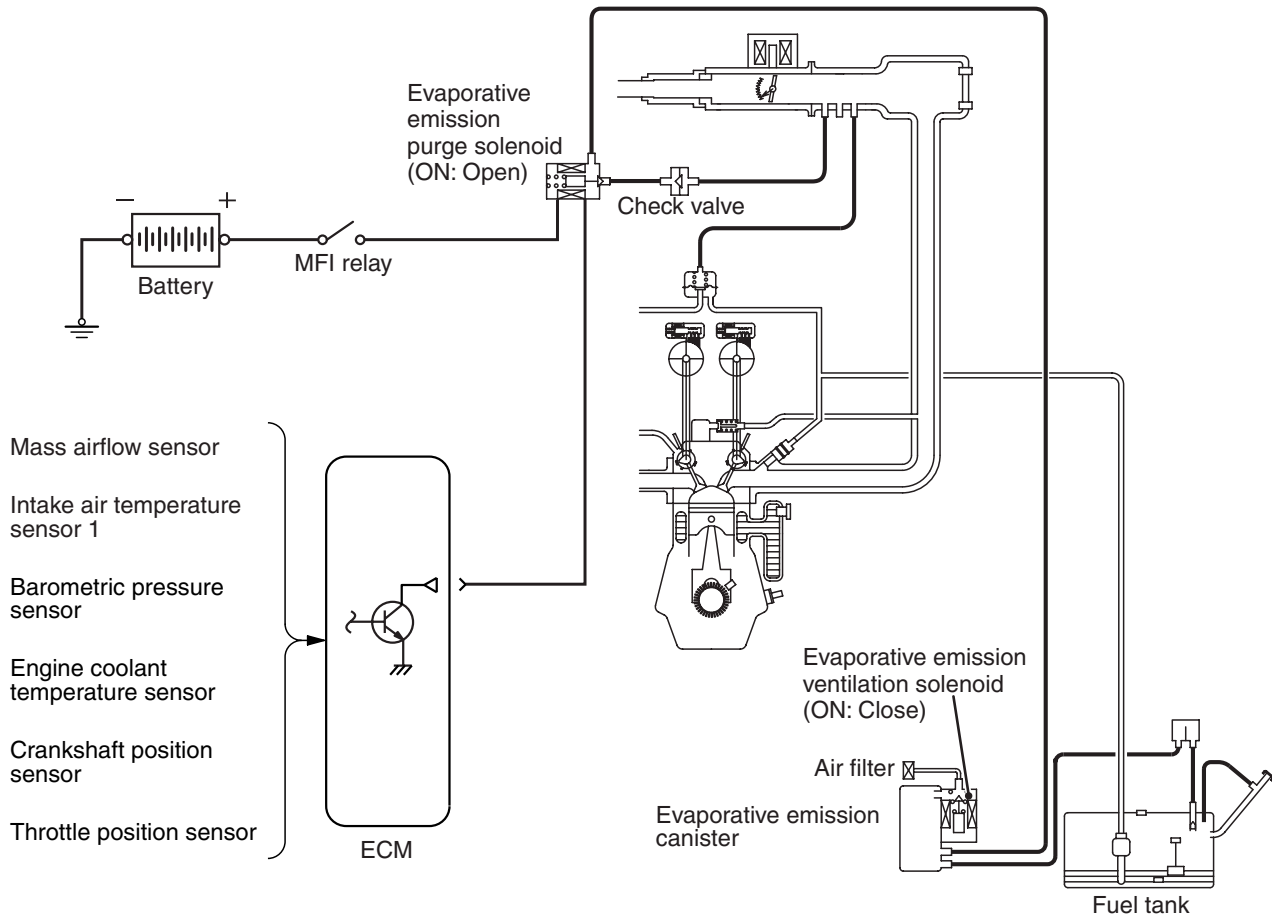 Evaporative
emission
purge solenoid
(ON: Open)
Check valve
− +
Battery
MFI relay
Mass airflow sensor
Intake air temperature
sensor 1
Barometric pressure
sensor
Engine coolant
temperature sensor
Crankshaft position
sensor
Throttle position sensor
ECM
Evaporative emission
ventilation solenoid
(ON: Close)
Air filter
Evaporative emission
canister
Fuel tank